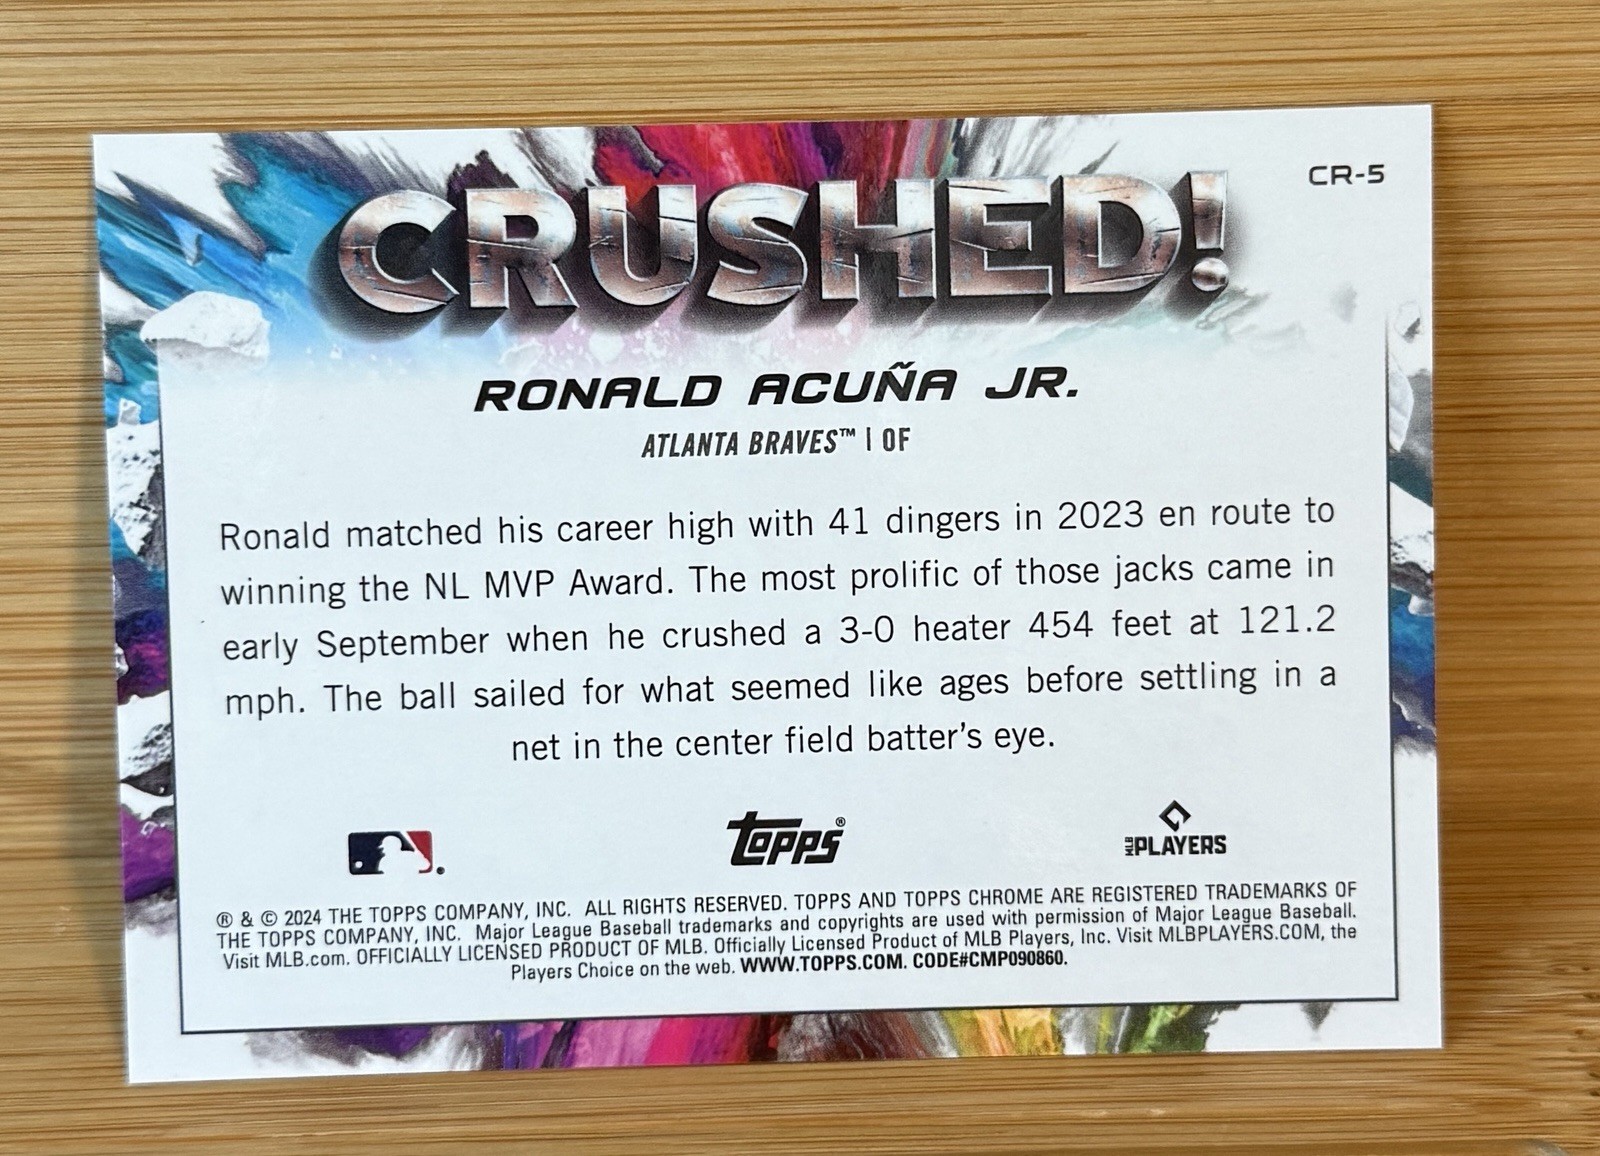 CRUSHED!
CR-5
RONALD ACUÑA JR.
ATLANTA BRAVES™ | OF
Ronald matched his career high with 41 dingers in 2023 en route to
winning the NL MVP Award. The most prolific of those jacks came in
early September when he crushed a 3-0 heater 454 feet at 121.2
mph. The ball sailed for what seemed like ages before settling in a
net in the center field batter's eye.
topps®
MLB PLAYERS
® & © 2024 THE TOPPS COMPANY, INC. ALL RIGHTS RESERVED. TOPPS AND TOPPS CHROME ARE REGISTERED TRADEMARKS OF
THE TOPPS COMPANY, INC. Major League Baseball trademarks and copyrights are used with permission of Major League Baseball.
Visit MLB.com. OFFICIALLY LICENSED PRODUCT OF MLB. Officially Licensed Product of MLB Players, Inc. Visit MLBPLAYERS.COM, the
Players Choice on the web. WWW.TOPPS.COM. CODE#CMP090860.